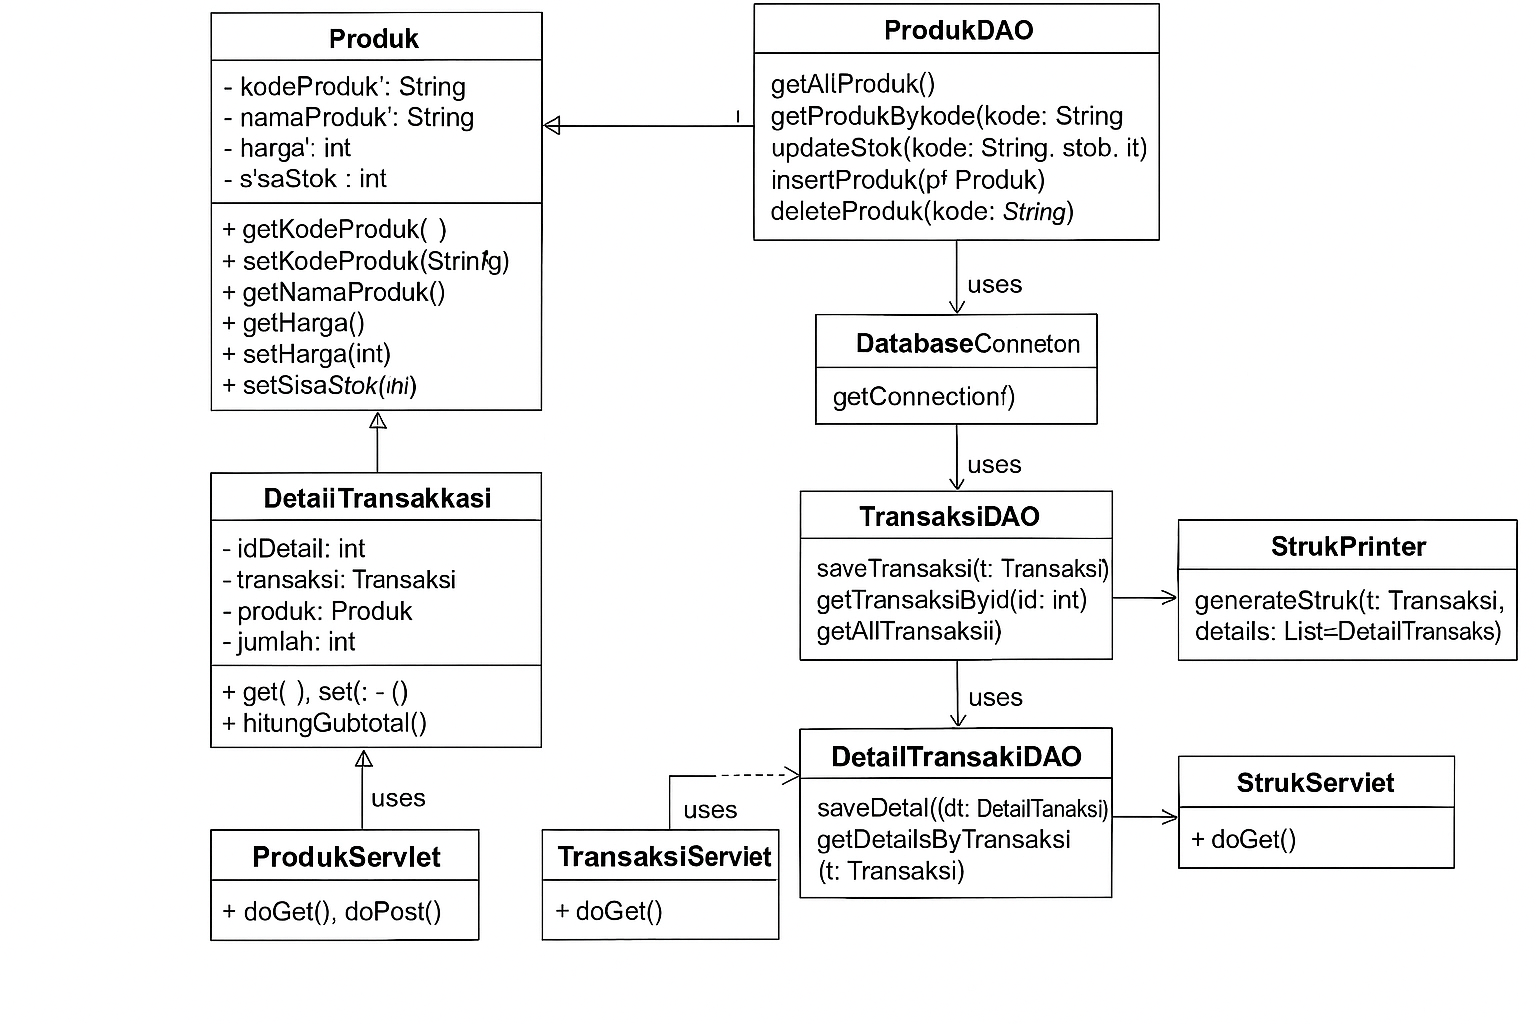 Produk
- kodeProduk': String
- namaProduk': String
- harga': int
- s'saStok : int
+ getKodeProduk( )
+ setKodeProduk(String)
+ getNamaProduk()
+ getHarga()
+ setHarga(int)
+ setSisaStok(ihi)
ProdukDAO
getAllProduk()
getProdukBykode(kode: String
updateStok(kode: String. stob. it)
insertProduk(pf Produk)
deleteProduk(kode: String)
uses
DatabaseConneton
getConnectionf)
uses
DetaiiTransakkasi
- idDetail: int
- transaksi: Transaksi
- produk: Produk
- jumlah: int
+ get( ), set(: - ()
+ hitungGubtotal()
TransaksiDAO
saveTransaksi(t: Transaksi)
getTransaksiByid(id: int)
getAllTransaksii)
StrukPrinter
generateStruk(t: Transaksi,
details: List=DetailTransaks)
uses
uses
ProdukServlet
+ doGet(), doPost()
uses
TransaksiServiet
+ doGet()
DetailTransakiDAO
saveDetal((dt: DetailTanaksi)
getDetailsByTransaksi
(t: Transaksi)
StrukServiet
+ doGet()